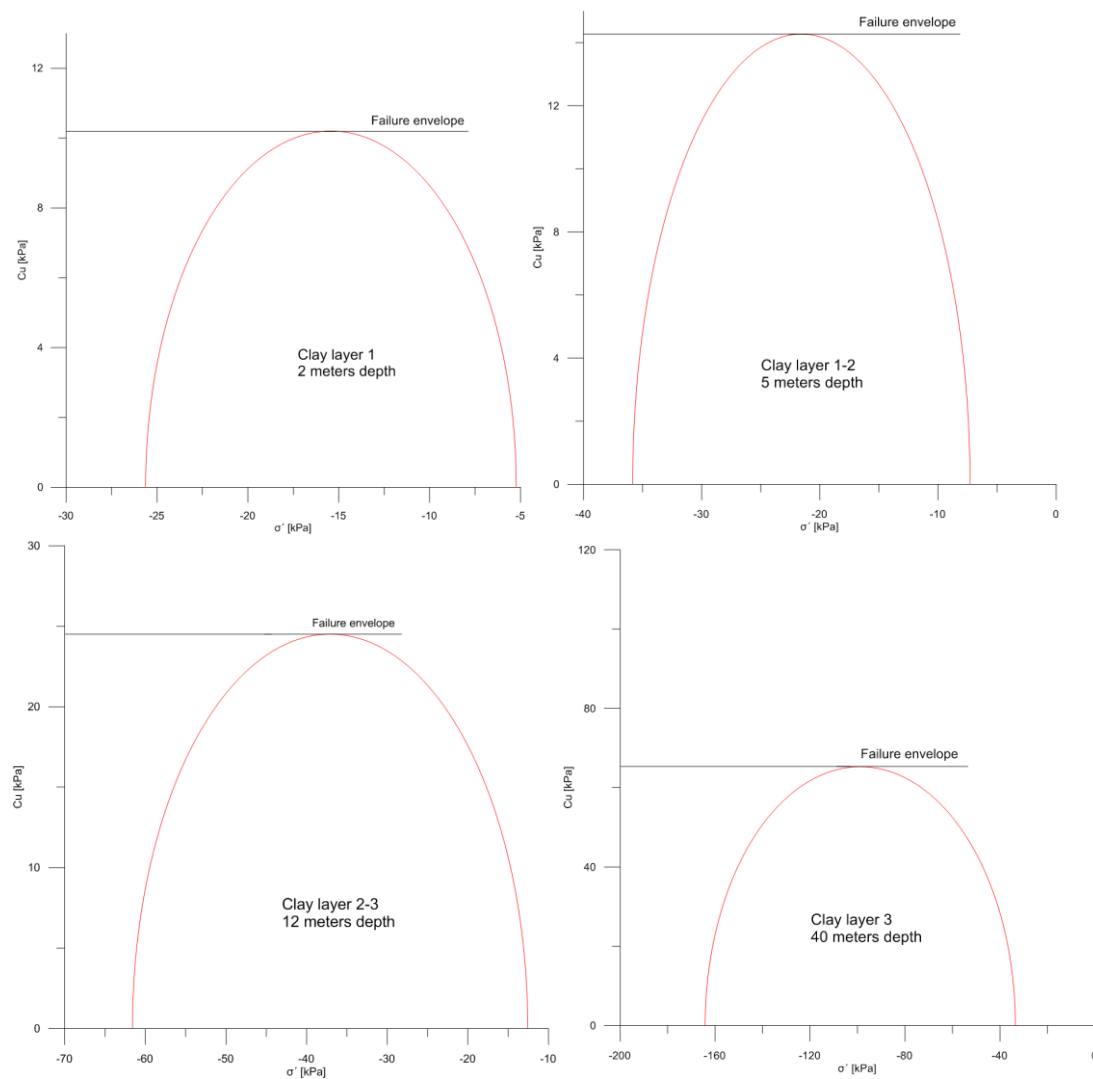 Failure envelope
12
8
4
0
Cu [kPa]
Clay layer 1
2 meters depth
-30
-25
-20
-15
-10
-5
σ´ [kPa]
Failure envelope
12
8
4
0
Cu [kPa]
Clay layer 1-2
5 meters depth
-40
-30
-20
-10
0
σ´ [kPa]
30
20
10
0
Cu [kPa]
Failure envelope
Clay layer 2-3
12 meters depth
-70
-60
-50
-40
-30
-20
-10
σ´ [kPa]
120
80
40
0
Cu [kPa]
Failure envelope
Clay layer 3
40 meters depth
-200
-160
-120
-80
-40
0
σ´ [kPa]